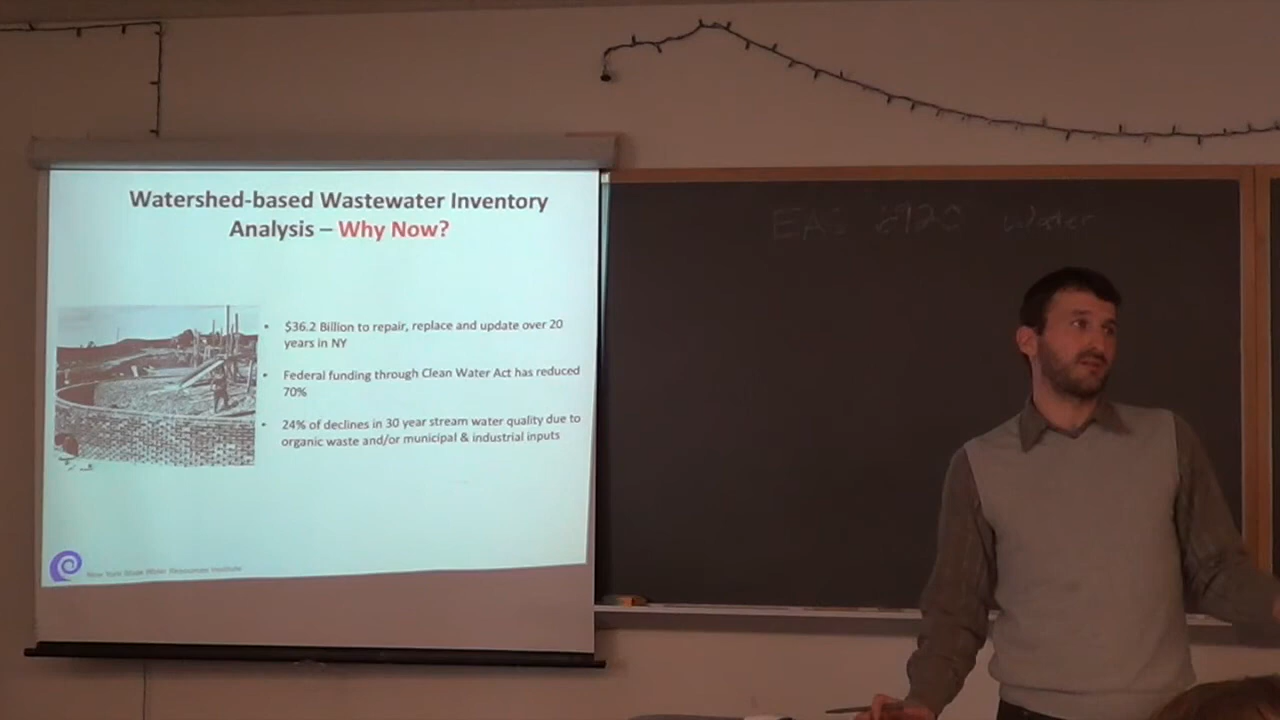 Watershed-based Wastewater Inventory
Analysis – Why Now?
• $36.2 Billion to repair, replace and update over 20
years in NY
• Federal funding through Clean Water Act has reduced
70%
• 24% of declines in 30 year stream water quality due to
organic waste and/or municipal & industrial inputs
New York State Water Resources Institute
Water